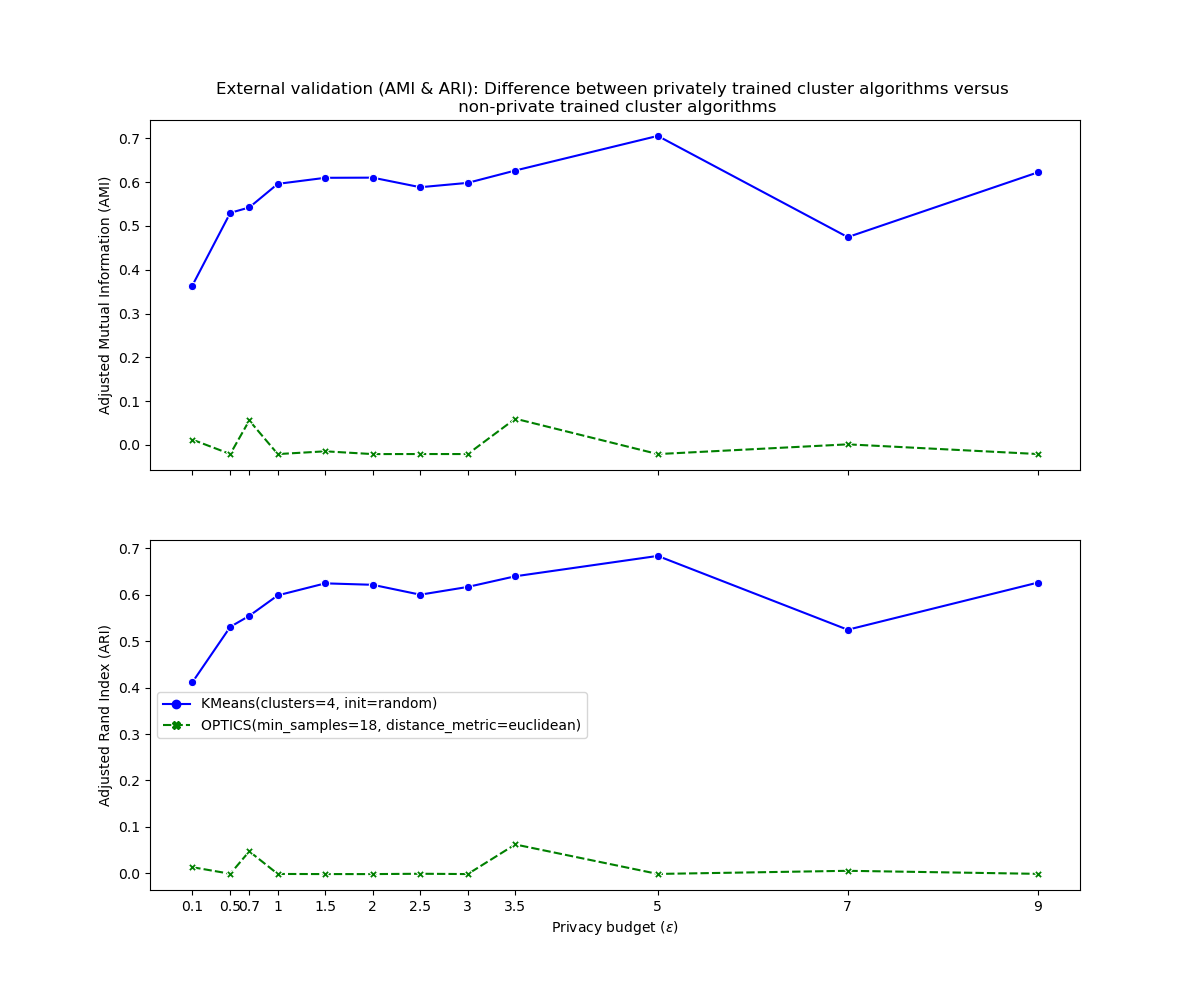 External validation (AMI & ARI): Difference between privately trained cluster algorithms versus
non-private trained cluster algorithms
Adjusted Mutual Information (AMI)
0.7
0.6
0.5
0.4
0.3
0.2
0.1
0.0
Adjusted Rand Index (ARI)
0.7
0.6
0.5
0.4
0.3
0.2
0.1
0.0
KMeans(clusters=4, init=random)
OPTICS(min_samples=18, distance_metric=euclidean)
0.1 0.5 0.7 1 1.5 2 2.5 3 3.5 5 7 9
Privacy budget (ε)